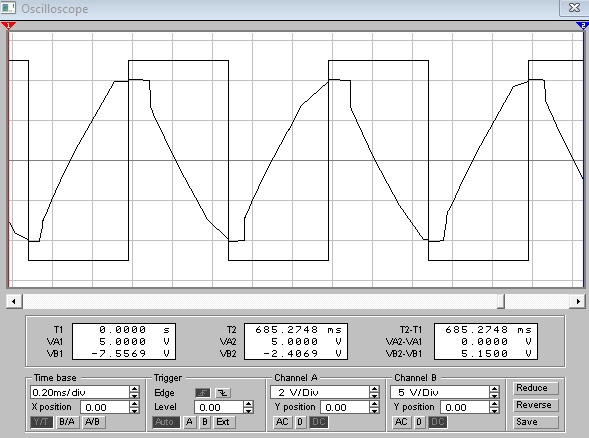 Oscilloscope
1 2
T1 0.0000 s T2 685.2748 ms T2-T1 685.2748 ms
VA1 5.0000 V VA2 5.0000 V VA2-VA1 0.0000 V
VB1 -7.5569 V VB2 -2.4069 V VB2-VB1 5.1500 V
Time base Trigger Channel A Channel B Reduce
0.20ms/div Edge 2 V/Div 5 V/Div Reverse
X position 0.00 Level 0.00 Y position 0.00 Y position 0.00
Y/T B/A A/B Auto A B Ext AC 0 DC AC 0 DC Save